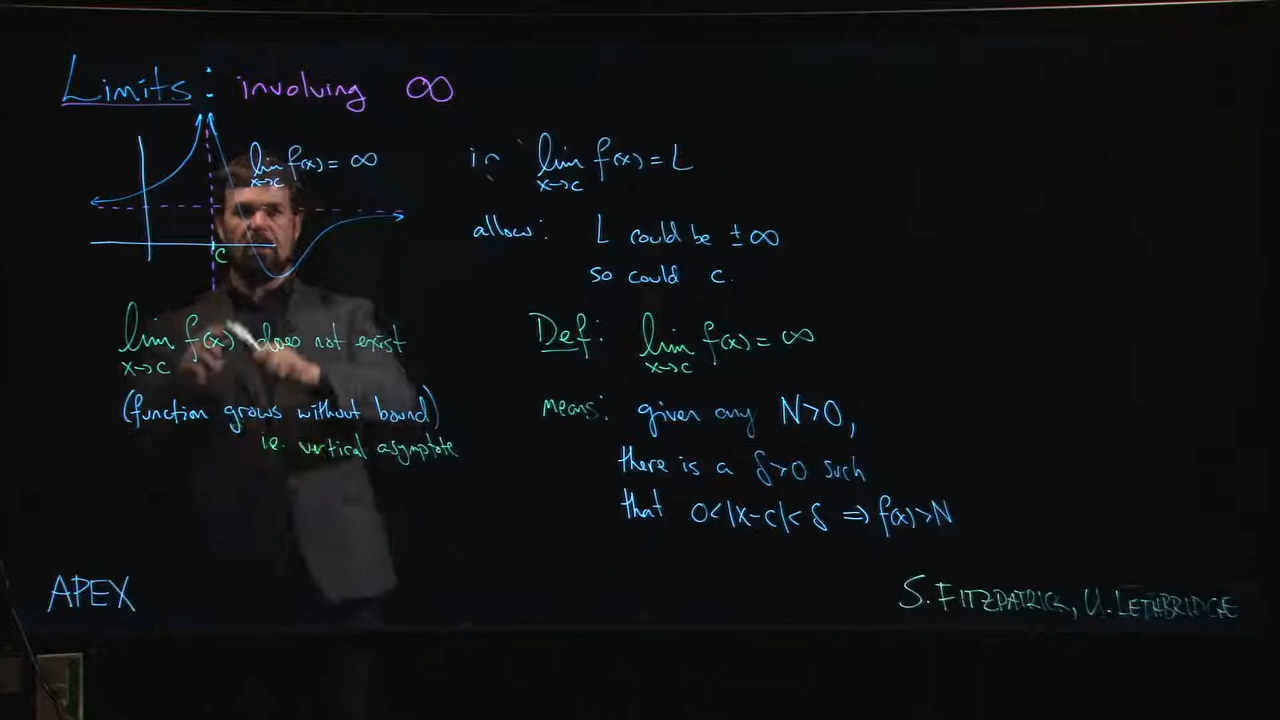 Limits: involving ∞
lim f(x) = ∞
x→c
c
lim f(x) does not exist
x→c
(function grows without bound)
i.e. vertical asymptote
in lim f(x) = L
x→c
allow: L could be ±∞
so could c.
Def: lim f(x) = ∞
x→c
means: given any N>0,
there is a δ>0 such
that 0<|x-c|<δ ⇒ f(x)>N
APEX
S. FITZPATRICK, U. LETHBRIDGE